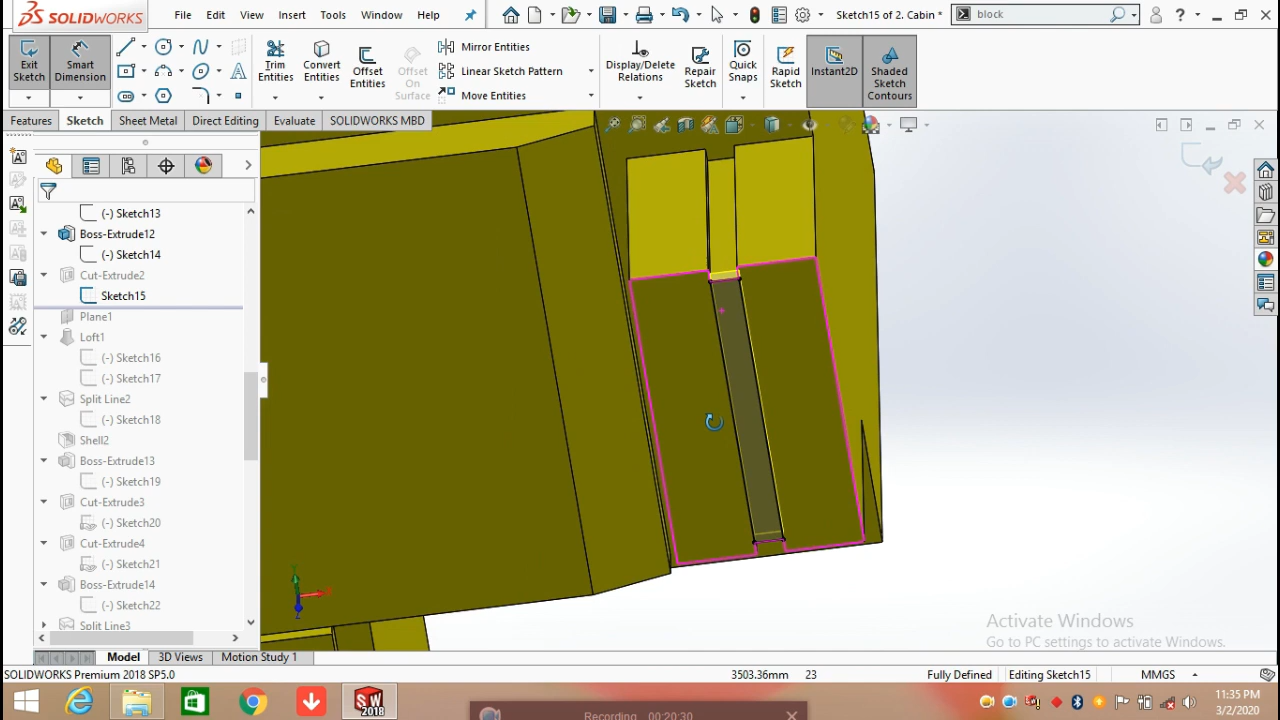 SOLIDWORKS
File Edit View Insert Tools Window Help
Sketch15 of 2. Cabin *
block
Exit Sketch
Smart Dimension
Trim Entities
Convert Entities
Offset Entities
Offset On Surface
Mirror Entities
Linear Sketch Pattern
Move Entities
Display/Delete Relations
Repair Sketch
Quick Snaps
Rapid Sketch
Instant2D
Shaded Sketch Contours
Features Sketch Sheet Metal Direct Editing Evaluate SOLIDWORKS MBD
(-) Sketch13
Boss-Extrude12
(-) Sketch14
Cut-Extrude2
Sketch15
Plane1
Loft1
(-) Sketch16
(-) Sketch17
Split Line2
(-) Sketch18
Shell2
Boss-Extrude13
(-) Sketch19
Cut-Extrude3
(-) Sketch20
Cut-Extrude4
(-) Sketch21
Boss-Extrude14
(-) Sketch22
Split Line3
Activate Windows
Go to PC settings to activate Windows.
Model 3D Views Motion Study 1
SOLIDWORKS Premium 2018 SP5.0 3503.36mm 23 Fully Defined Editing Sketch15 MMGS
SW
2018
Recording 00:20:30
11:35 PM
3/2/2020